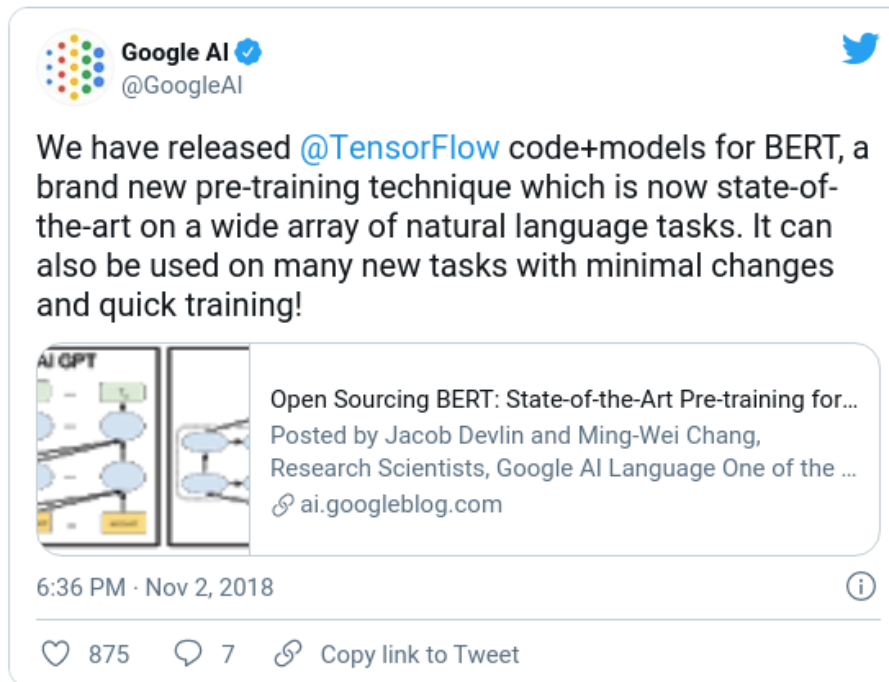 Google AI
@GoogleAI
We have released @TensorFlow code+models for BERT, a
brand new pre-training technique which is now state-of-
the-art on a wide array of natural language tasks. It can
also be used on many new tasks with minimal changes
and quick training!
AI GPT
Open Sourcing BERT: State-of-the-Art Pre-training for…
Posted by Jacob Devlin and Ming-Wei Chang,
Research Scientists, Google AI Language One of the …
ai.googleblog.com
6:36 PM · Nov 2, 2018
875 7 Copy link to Tweet